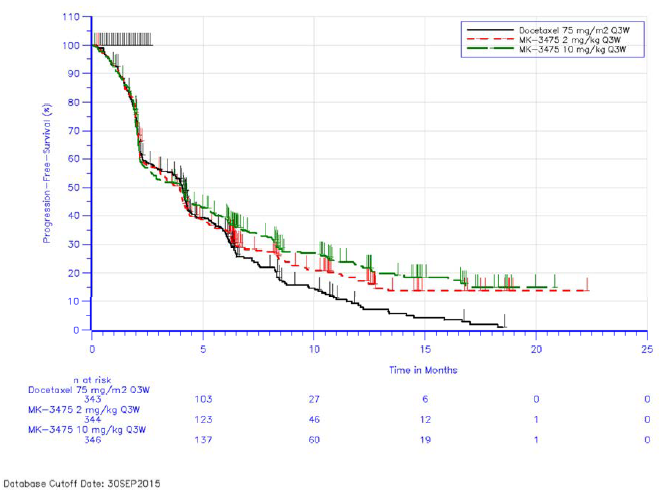 110
100
90
80
70
60
50
40
30
20
10
0
Progression-Free-Survival (%)
Docetaxel 75 mg/m2 Q3W
MK-3475 2 mg/kg Q3W
MK-3475 10 mg/kg Q3W
0 5 10 15 20 25
Time in Months
n at risk
Docetaxel 75 mg/m2 Q3W
343 103 27 6 0 0
MK-3475 2 mg/kg Q3W
344 123 46 12 1 0
MK-3475 10 mg/kg Q3W
346 137 60 19 1 0
Database Cutoff Date: 30SEP2015